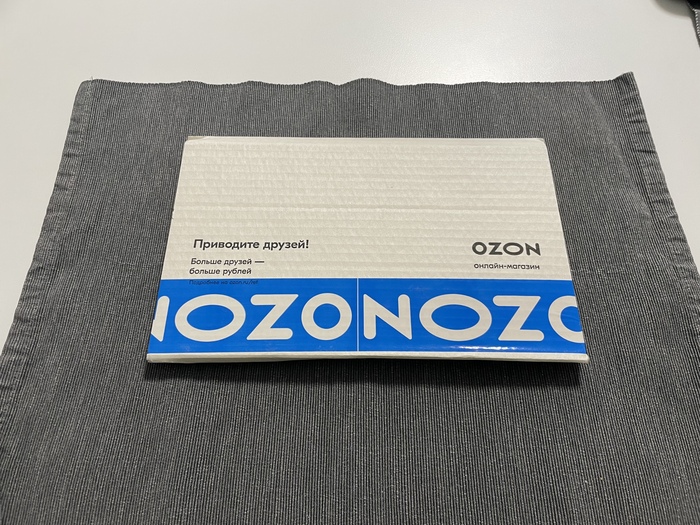 Приводите друзей!
Больше друзей —
больше рублей
OZON
онлайн-магазин
NOZONOZO